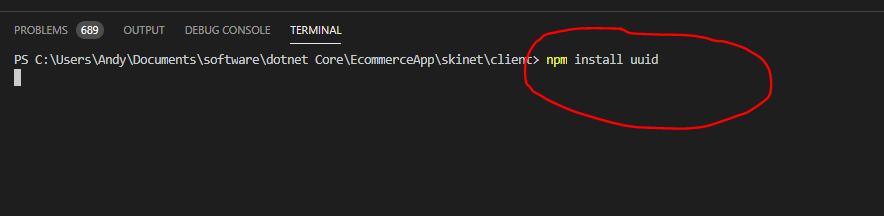 PROBLEMS 689 OUTPUT DEBUG CONSOLE TERMINAL
PS C:\Users\Andy\Documents\software\dotnet Core\EcommerceApp\skinet\client> npm install uuid